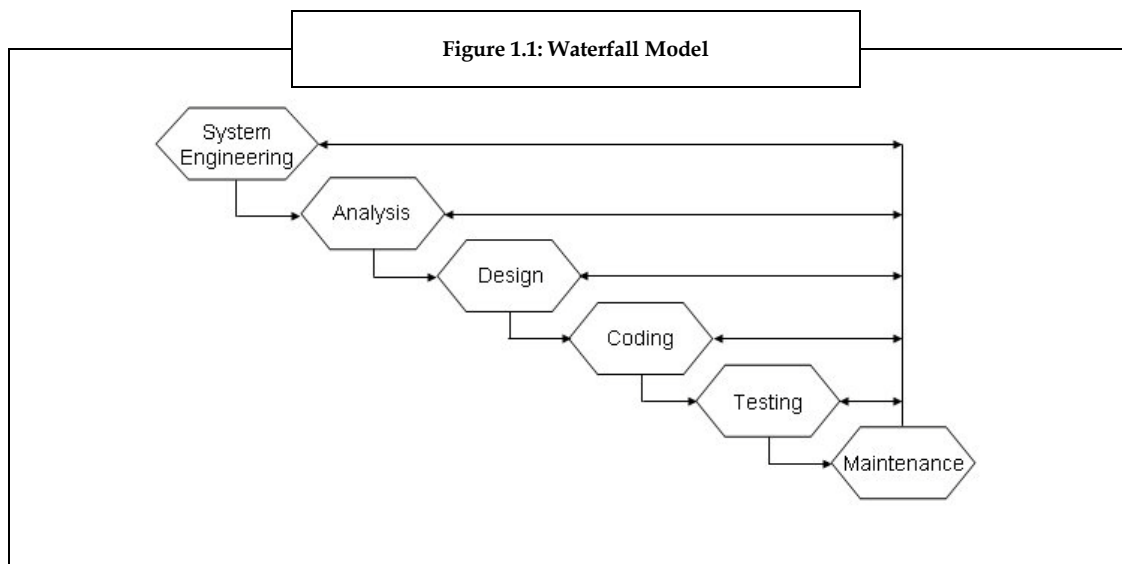 Figure 1.1: Waterfall Model
System
Engineering
Analysis
Design
Coding
Testing
Maintenance